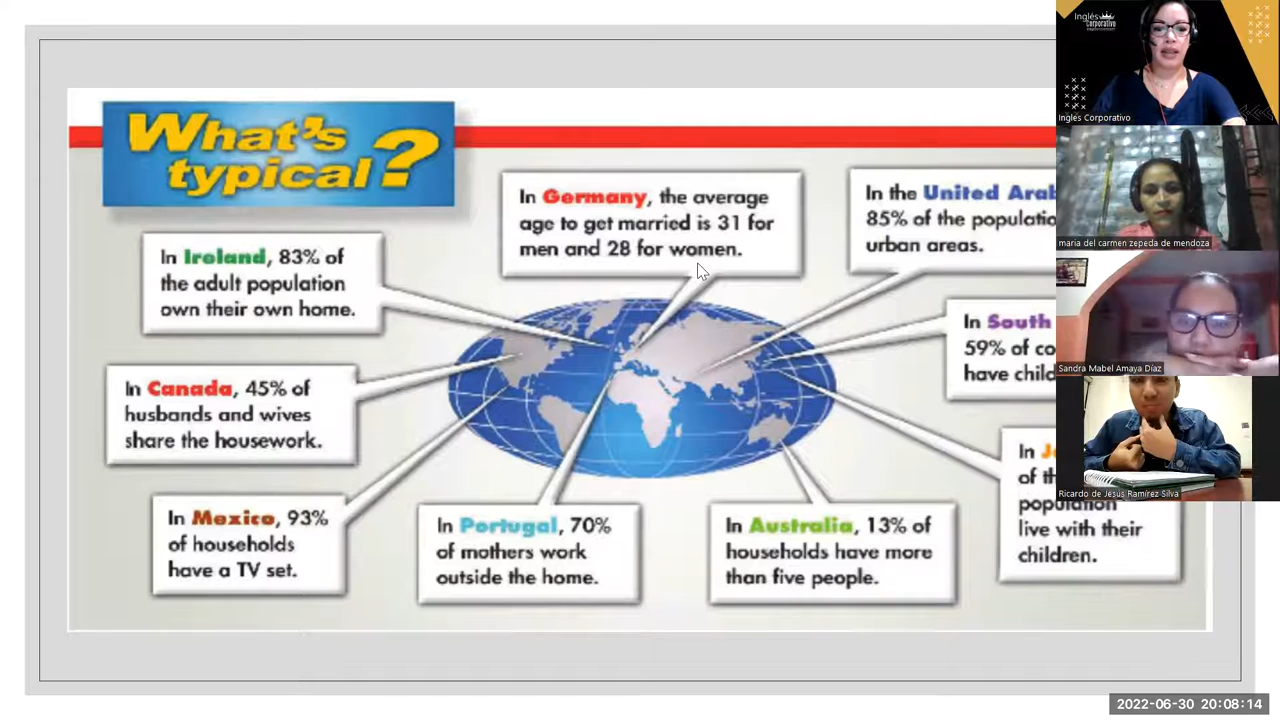 What's
typical?
In Germany, the average
age to get married is 31 for
men and 28 for women.
In the United Arab
85% of the population
urban areas.
In Ireland, 83% of
the adult population
own their own home.
In South
59% of
have
In Canada, 45% of
husbands and wives
share the housework.
In
of
population
live with their
children.
In Mexico, 93%
of households
have a TV set.
In Portugal, 70%
of mothers work
outside the home.
In Australia, 13% of
households have more
than five people.
Inglés
Corporativo
Ingles Corporativo
maria del carmen zepeda de mendoza
Sandra Mabel Amaya Díaz
Ricardo de Jesus Ramírez Silva
2022-06-30 20:08:14